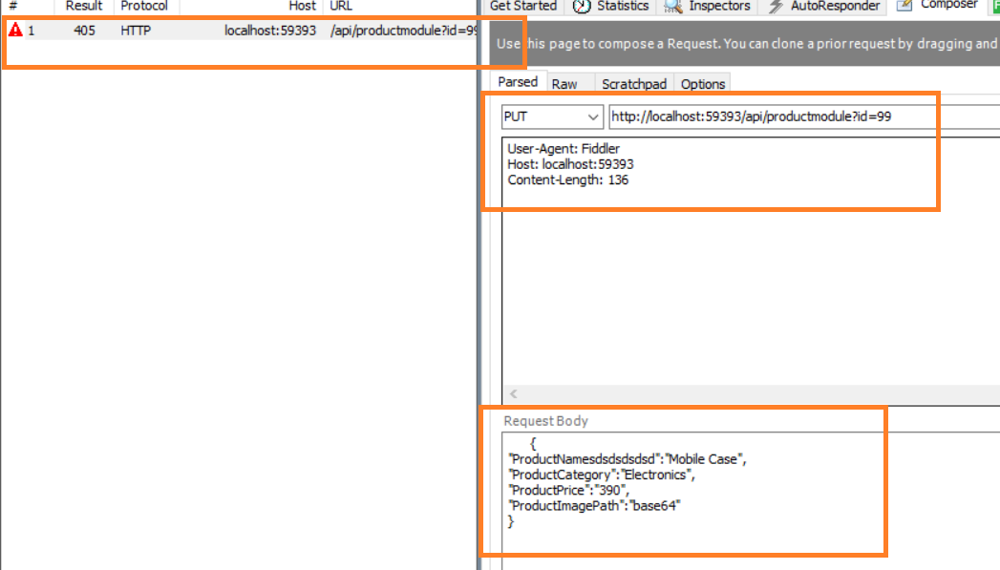 # Result Protocol Host URL
1 405 HTTP localhost:59393 /api/productmodule?id=99
Get Started Statistics Inspectors AutoResponder Composer
Use this page to compose a Request. You can clone a prior request by dragging and
Parsed Raw Scratchpad Options
PUT http://localhost:59393/api/productmodule?id=99
User-Agent: Fiddler
Host: localhost:59393
Content-Length: 136
Request Body
{
"ProductNamesdsdsdsdsd":"Mobile Case",
"ProductCategory":"Electronics",
"ProductPrice":"390",
"ProductImagePath":"base64"
}